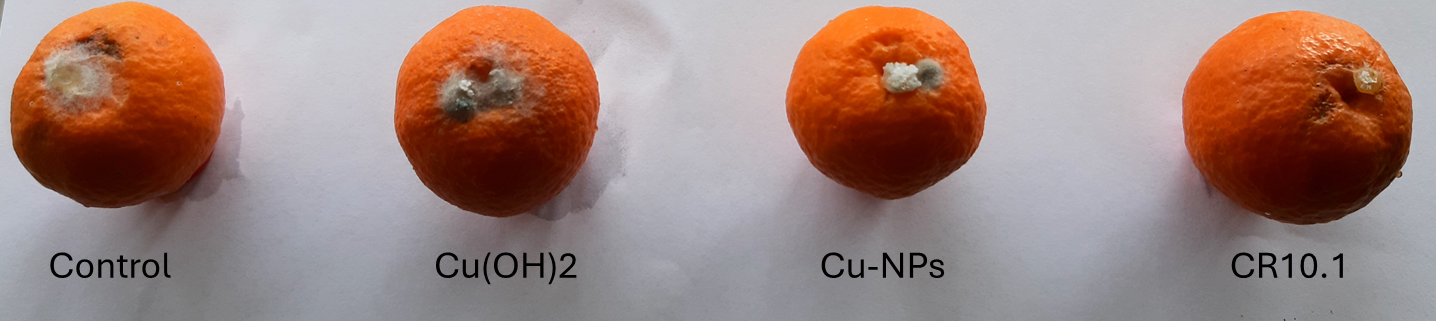 Control
Cu(OH)2
Cu-NPs
CR10.1